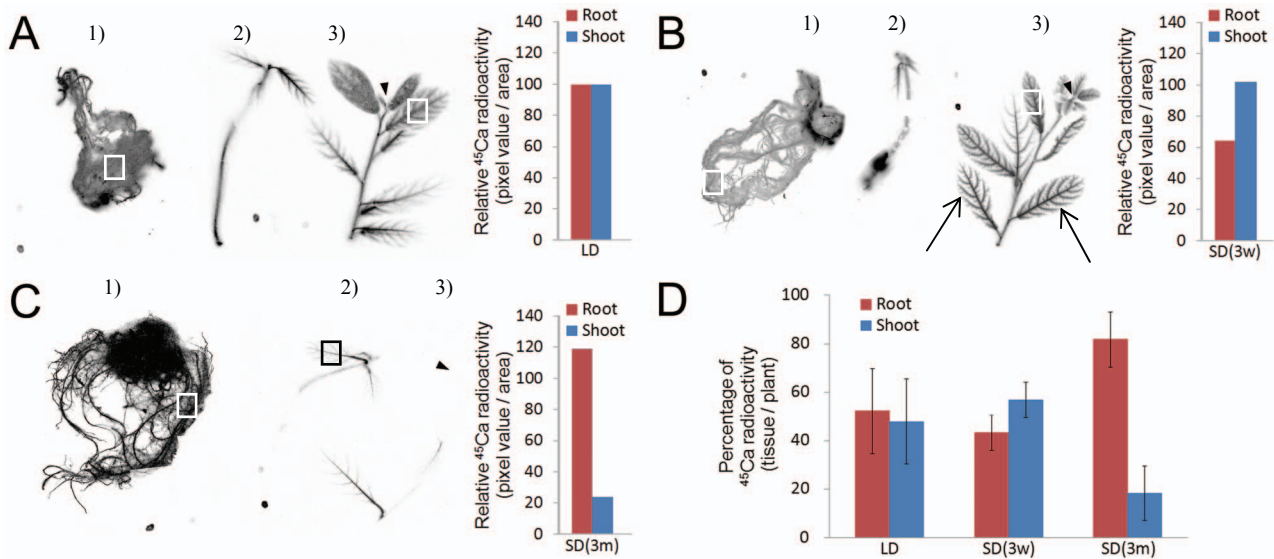 A
1)
2)
3)
Relative ⁴⁵Ca radioactivity
(pixel value / area)
140
120
100
80
60
40
20
0
Root
Shoot
LD
B
1)
2)
3)
Relative ⁴⁵Ca radioactivity
(pixel value / area)
140
120
100
80
60
40
20
0
Root
Shoot
SD(3w)
C
1)
2)
3)
Relative ⁴⁵Ca radioactivity
(pixel value / area)
140
120
100
80
60
40
20
0
Root
Shoot
SD(3m)
D
Percentage of
⁴⁵Ca radioactivity
(tissue / plant)
100
80
60
40
20
0
Root
Shoot
LD SD(3w) SD(3m)